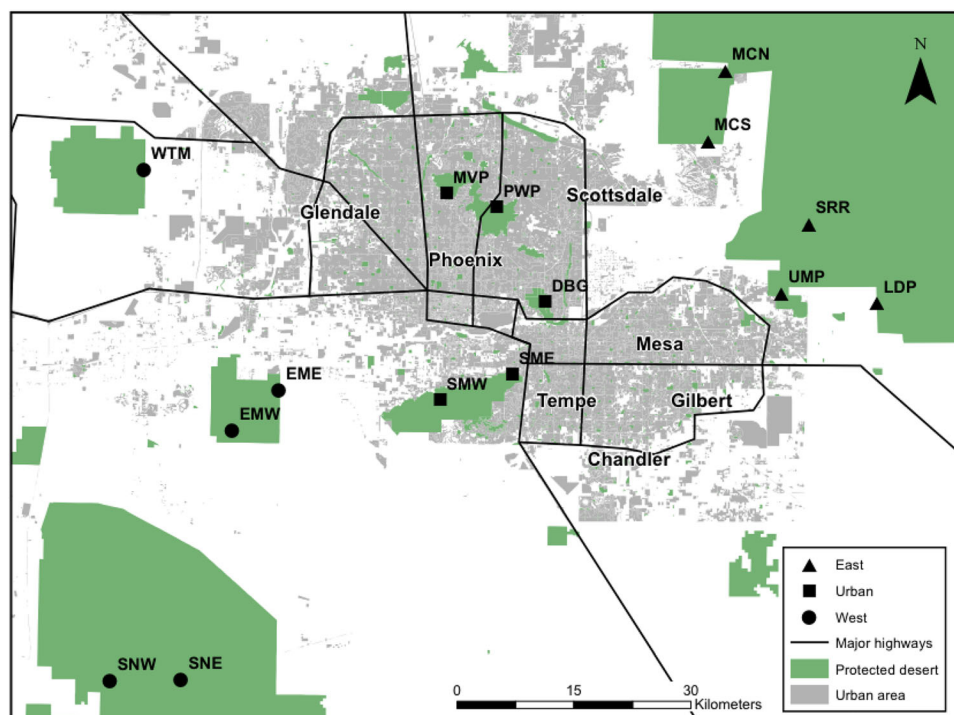 N
MCN
MCS
WTM
MVP
PWP
Scottsdale
Glendale
SRR
Phoenix
UMP
DBG
LDP
Mesa
SME
EME
SMW
Tempe
Gilbert
EMW
Chandler
East
Urban
West
Major highways
Protected desert
Urban area
SNW
SNE
0
15
30
Kilometers